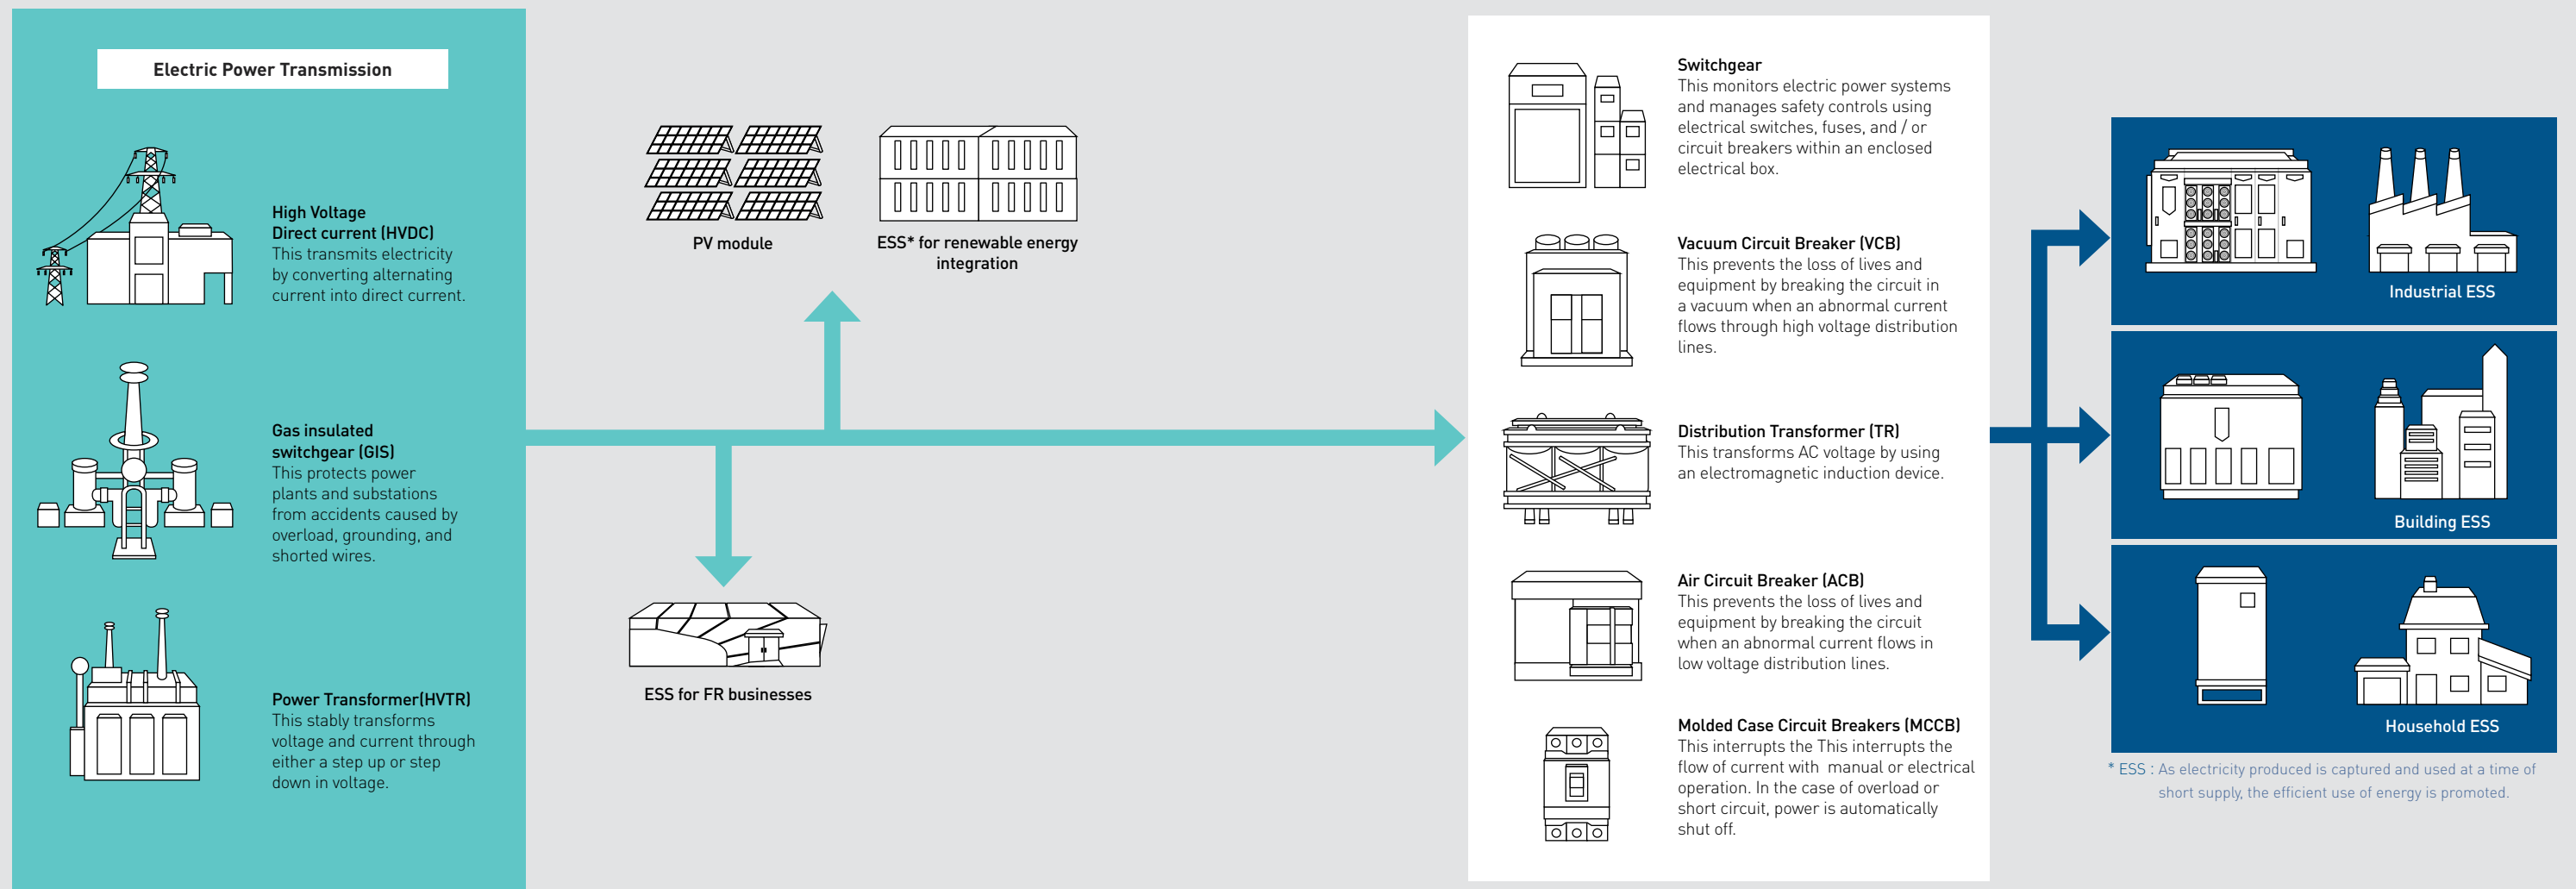 Electric Power Transmission
High Voltage
Direct current (HVDC)
This transmits electricity
by converting alternating
current into direct current.
Gas insulated
switchgear (GIS)
This protects power
plants and substations
from accidents caused by
overload, grounding, and
shorted wires.
Power Transformer(HVTR)
This stably transforms
voltage and current through
either a step up or step
down in voltage.
PV module
ESS* for renewable energy
integration
ESS for FR businesses
Switchgear
This monitors electric power systems
and manages safety controls using
electrical switches, fuses, and / or
circuit breakers within an enclosed
electrical box.
Vacuum Circuit Breaker (VCB)
This prevents the loss of lives and
equipment by breaking the circuit in
a vacuum when an abnormal current
flows through high voltage distribution
lines.
Distribution Transformer (TR)
This transforms AC voltage by using
an electromagnetic induction device.
Air Circuit Breaker (ACB)
This prevents the loss of lives and
equipment by breaking the circuit
when an abnormal current flows in
low voltage distribution lines.
Molded Case Circuit Breakers (MCCB)
This interrupts the This interrupts the
flow of current with manual or electrical
operation. In the case of overload or
short circuit, power is automatically
shut off.
Industrial ESS
Building ESS
Household ESS
* ESS : As electricity produced is captured and used at a time of
short supply, the efficient use of energy is promoted.